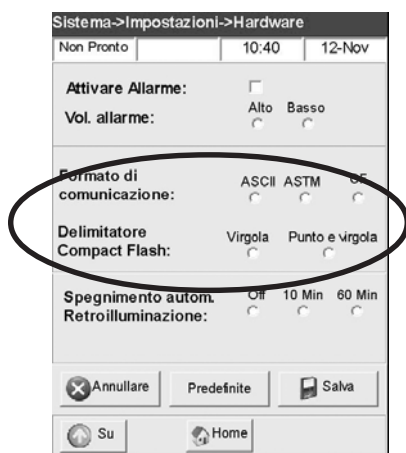 Sistema->Impostazioni->Hardware
Non Pronto 10:40 12-Nov
Attivare Allarme:
Alto Basso
Vol. allarme:
Formato di
comunicazione: ASCII ASTM CF
Delimitatore
Compact Flash: Virgola Punto e virgola
Spegnimento autom. Off 10 Min 60 Min
Retroilluminazione:
Annullare Predefinite Salva
Su Home